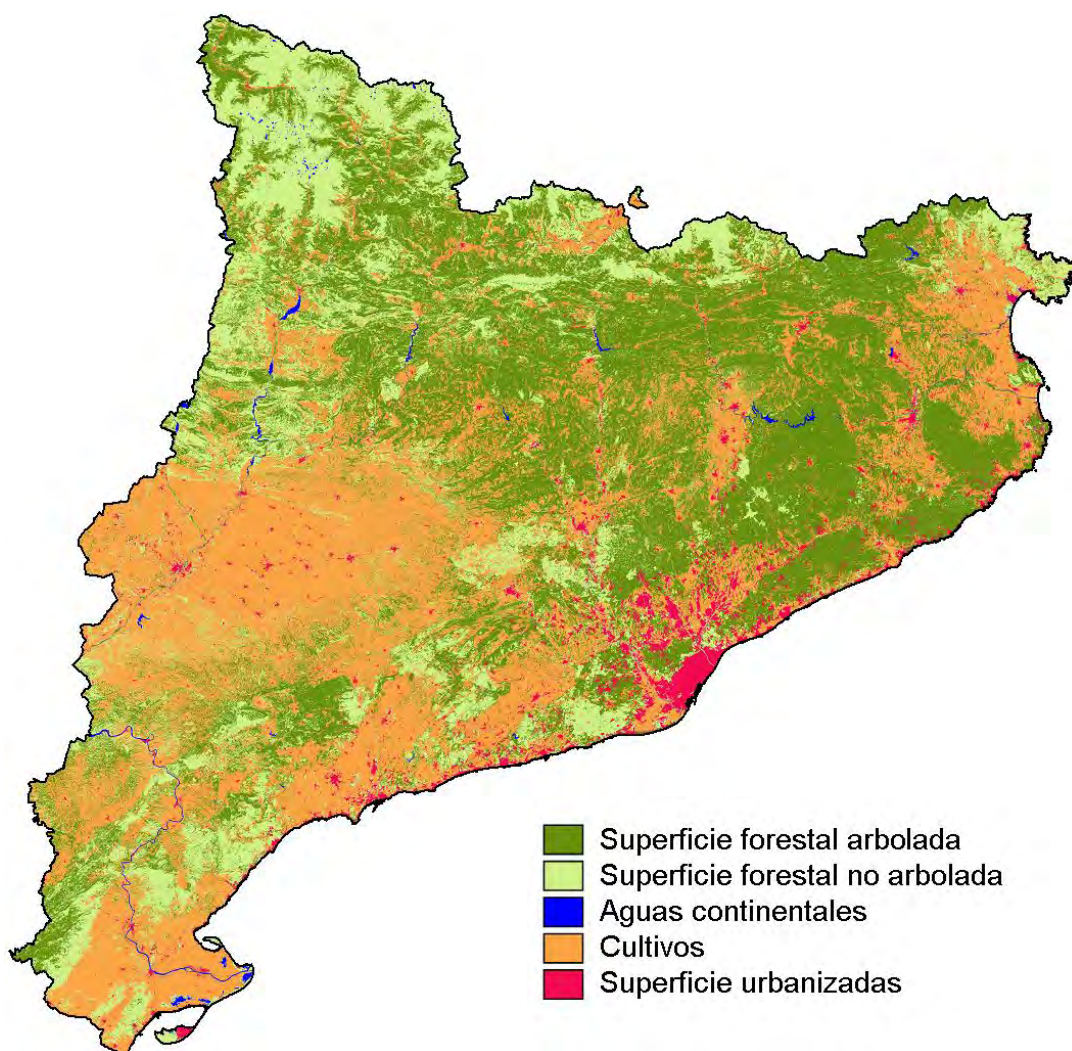 Superficie forestal arbolada
Superficie forestal no arbolada
Aguas continentales
Cultivos
Superficie urbanizadas